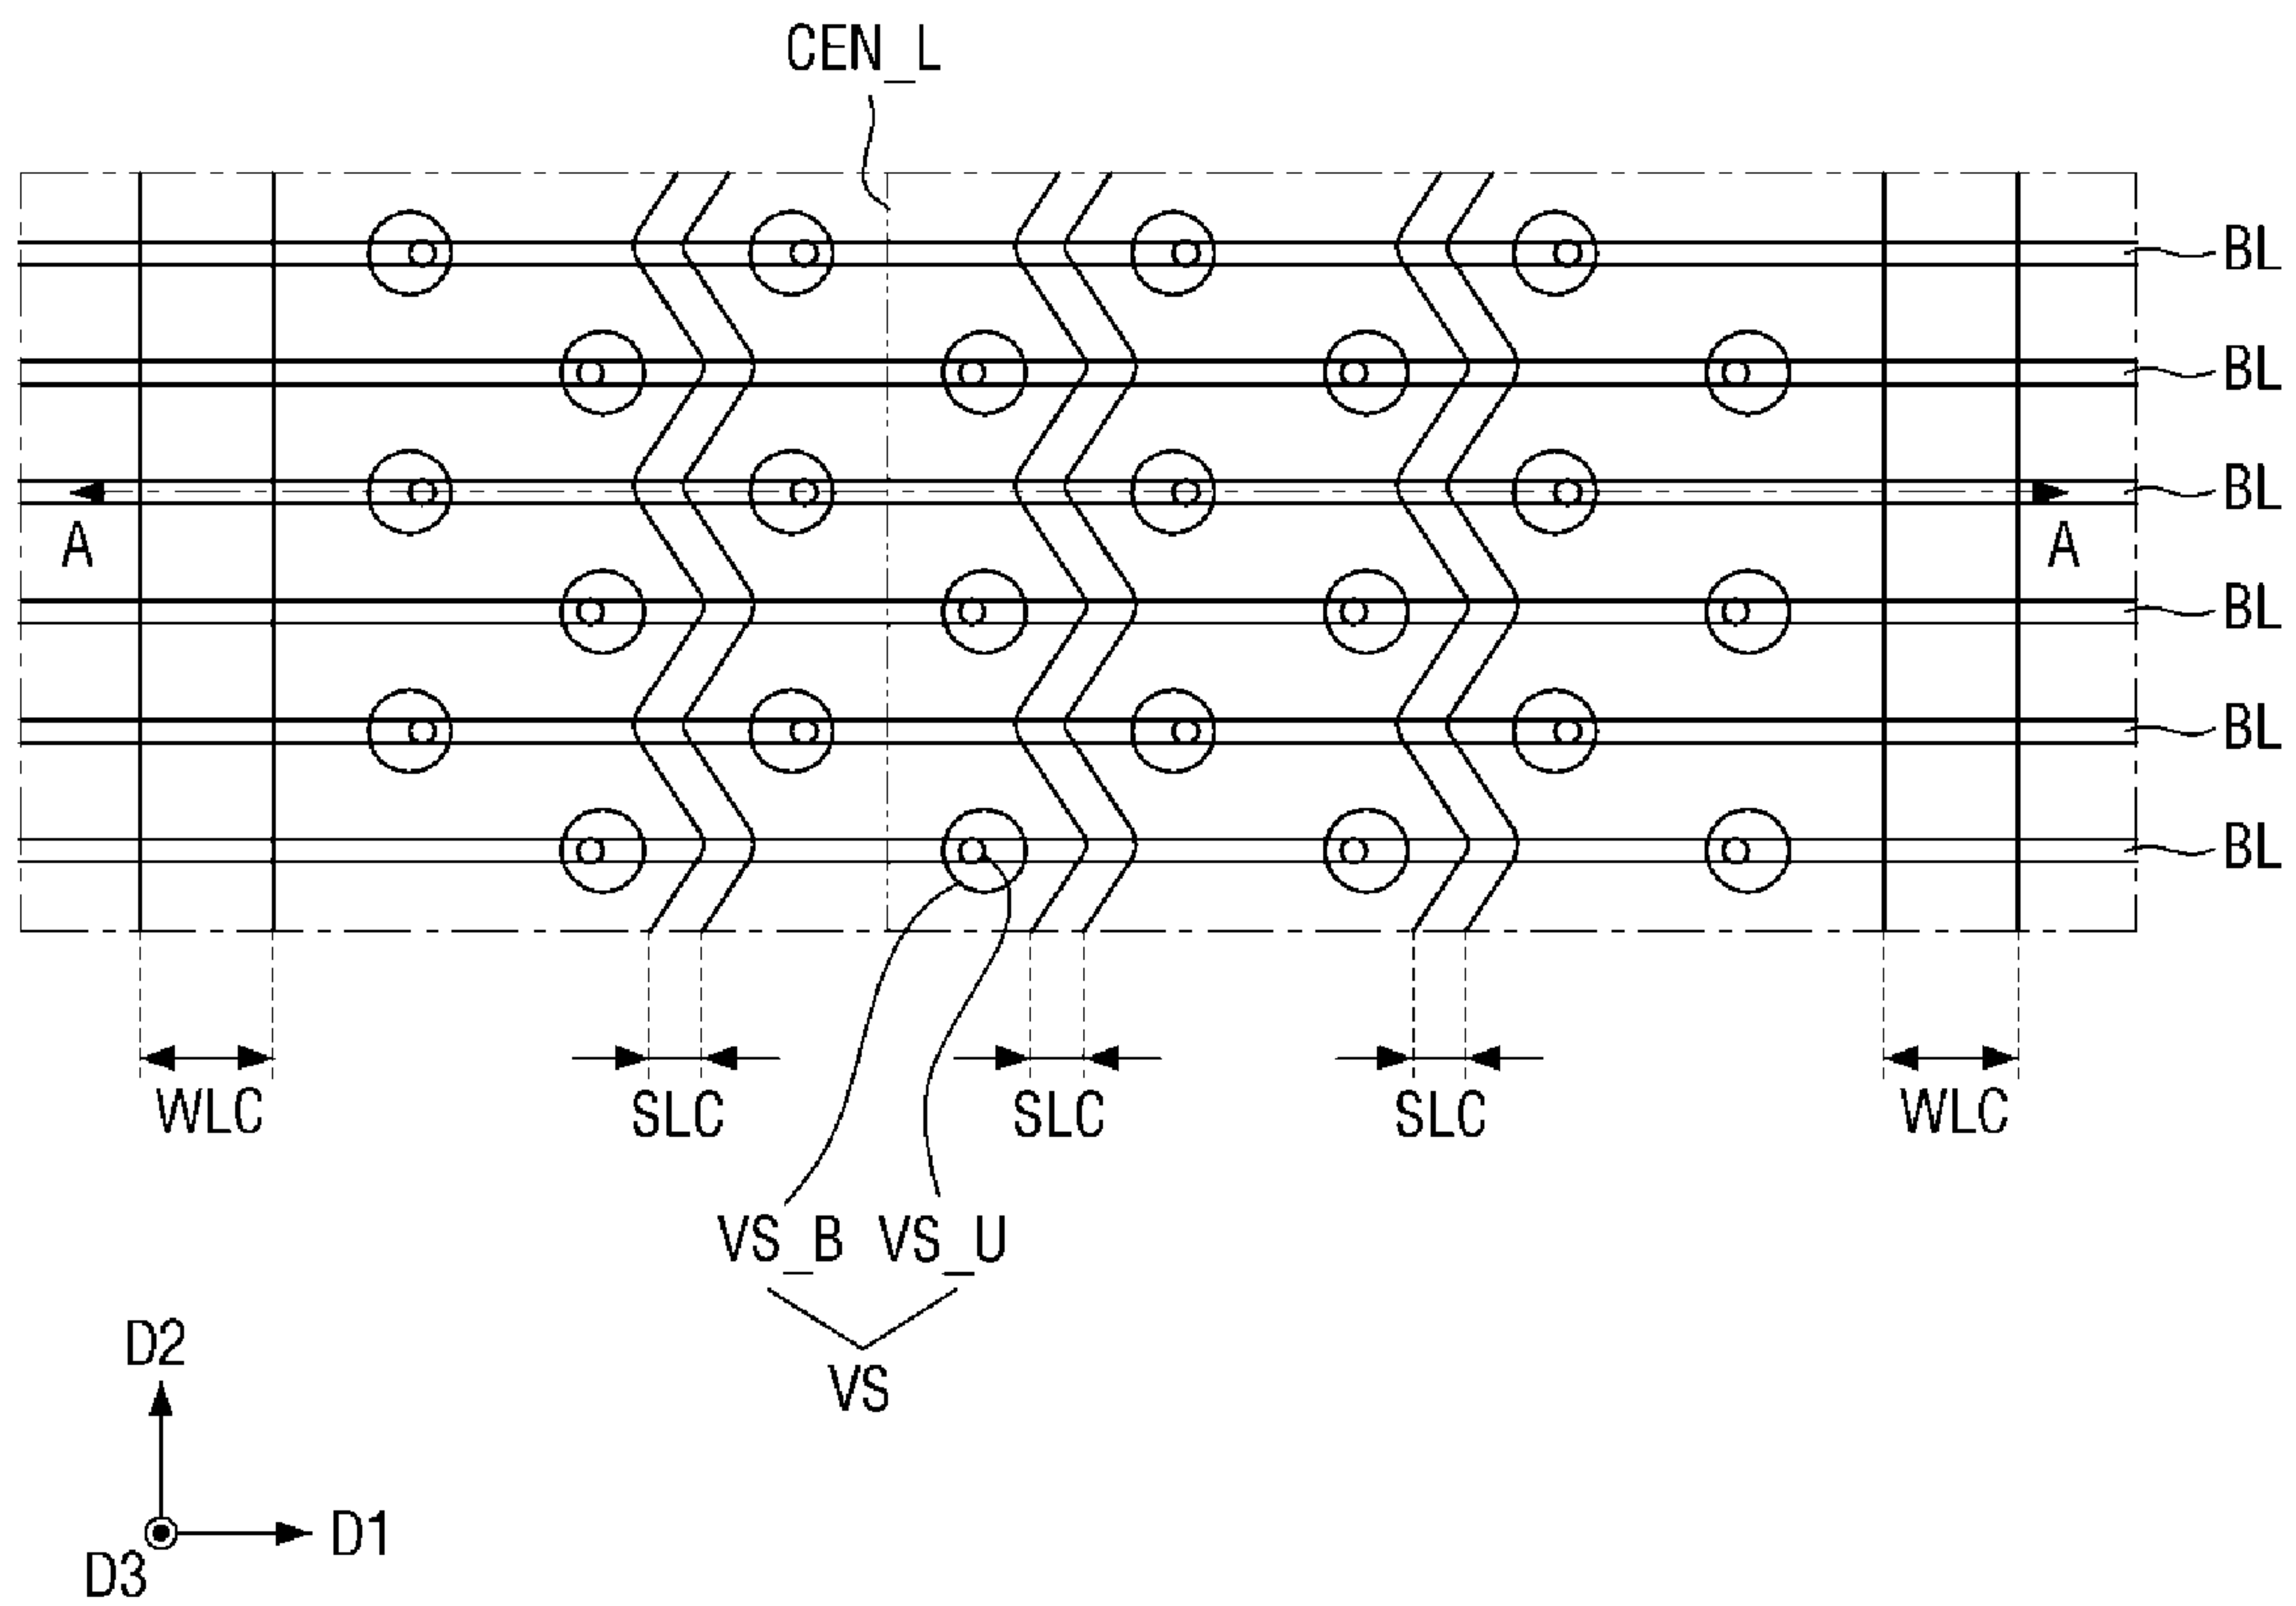 CEN_L
BL
BL
BL
A A
BL
BL
BL
WLC SLC SLC SLC WLC
VS_B VS_U
VS
D2
D1
D3